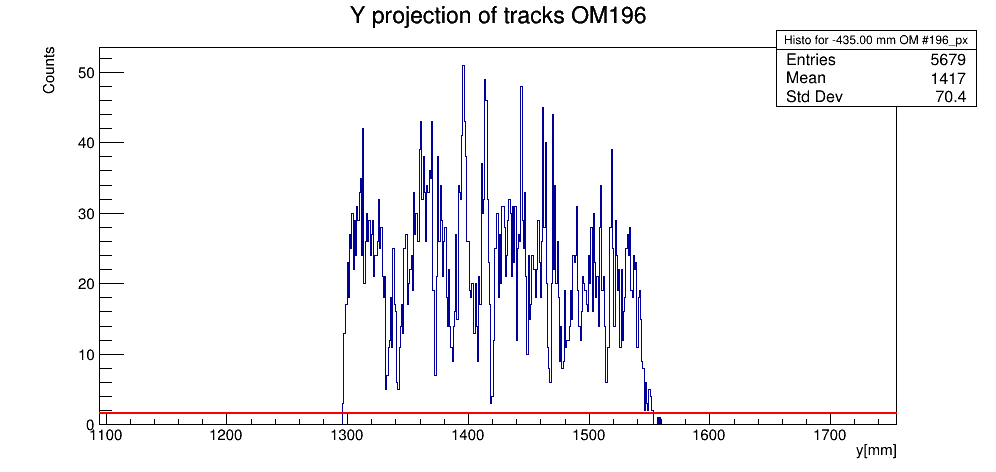 Y projection of tracks OM196
Histo for -435.00 mm OM #196_px
Entries 5679
Mean 1417
Std Dev 70.4
Counts
50
40
30
20
10
0
1100 1200 1300 1400 1500 1600 1700
y[mm]